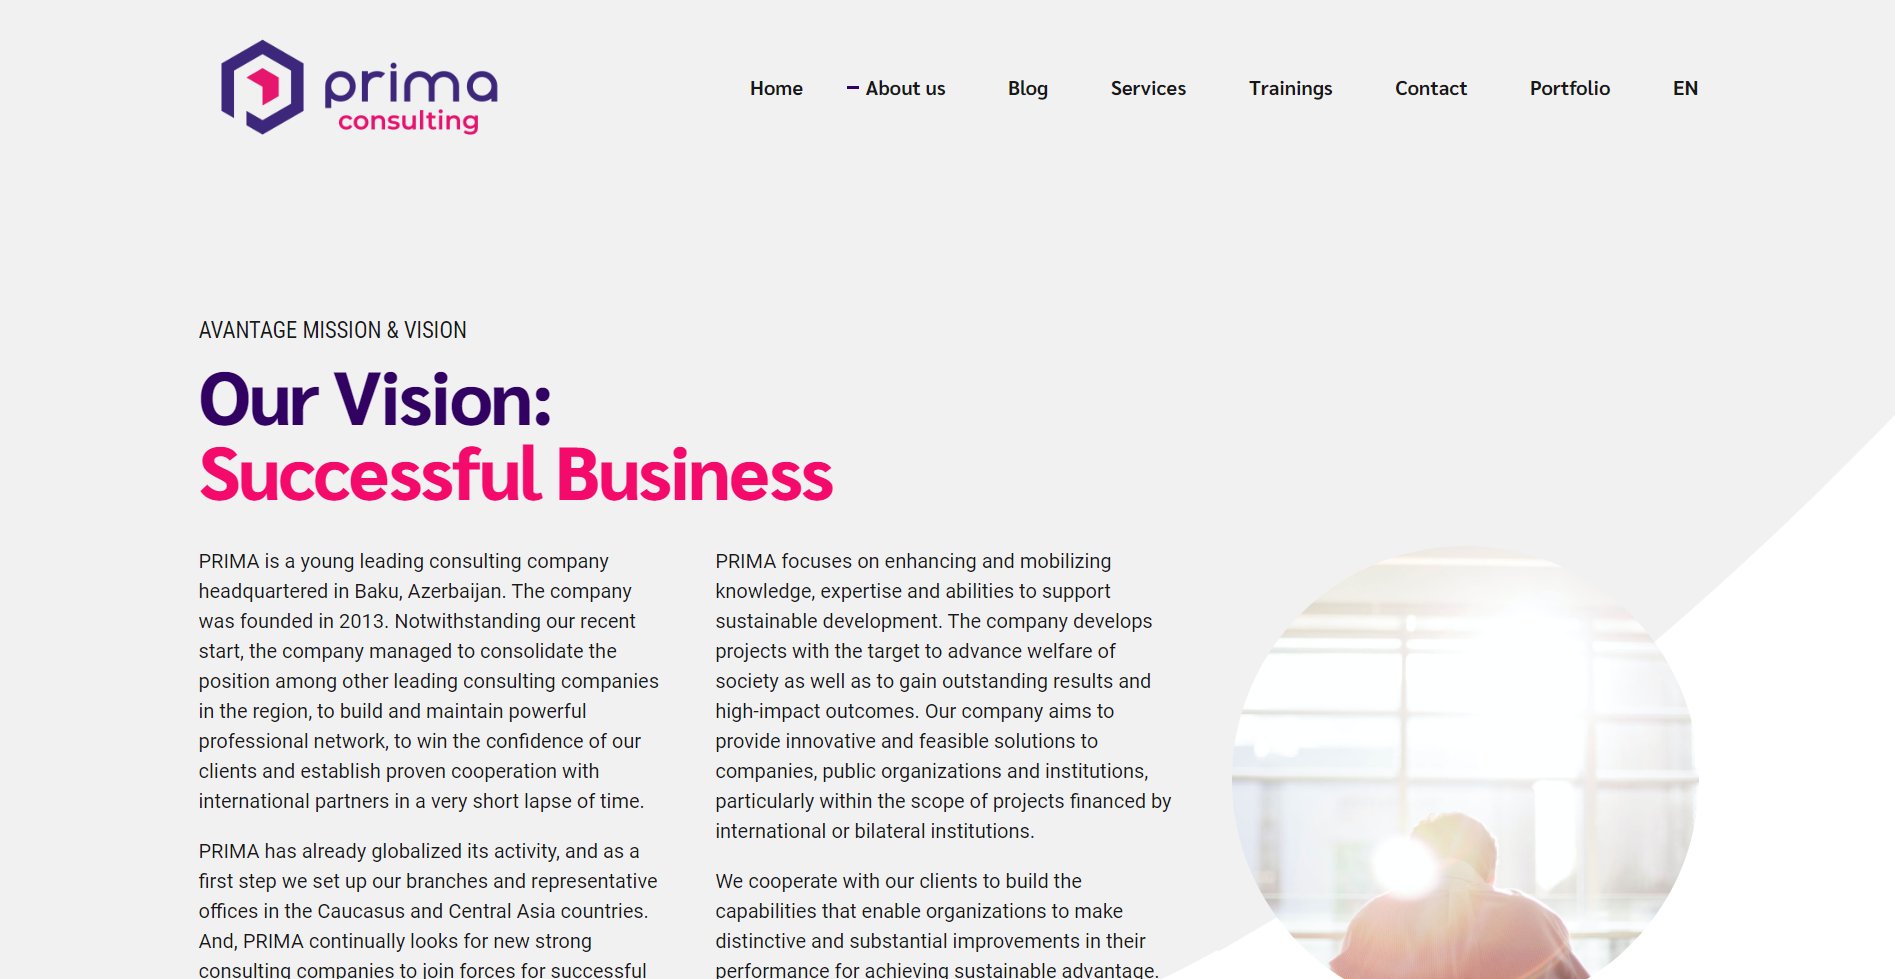 prima
consulting
Home
About us
Blog
Services
Trainings
Contact
Portfolio
EN
AVANTAGE MISSION & VISION
Our Vision:
Successful Business
PRIMA is a young leading consulting company
headquartered in Baku, Azerbaijan. The company
was founded in 2013. Notwithstanding our recent
start, the company managed to consolidate the
position among other leading consulting companies
in the region, to build and maintain powerful
professional network, to win the confidence of our
clients and establish proven cooperation with
international partners in a very short lapse of time.
PRIMA has already globalized its activity, and as a
first step we set up our branches and representative
offices in the Caucasus and Central Asia countries.
And, PRIMA continually looks for new strong
consulting companies to join forces for successful
PRIMA focuses on enhancing and mobilizing
knowledge, expertise and abilities to support
sustainable development. The company develops
projects with the target to advance welfare of
society as well as to gain outstanding results and
high-impact outcomes. Our company aims to
provide innovative and feasible solutions to
companies, public organizations and institutions,
particularly within the scope of projects financed by
international or bilateral institutions.
We cooperate with our clients to build the
capabilities that enable organizations to make
distinctive and substantial improvements in their
performance for achieving sustainable advantage.